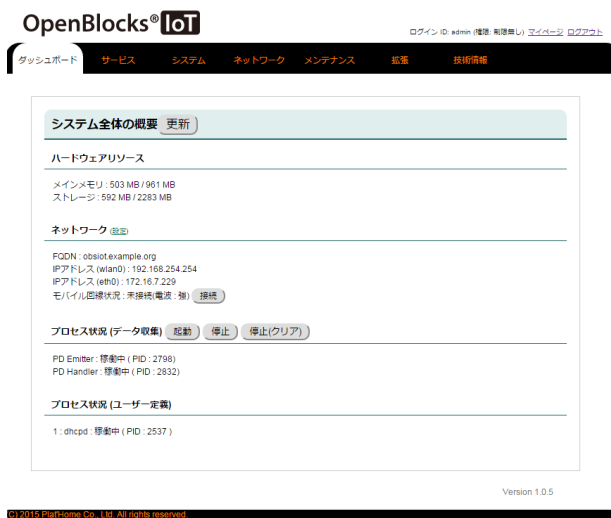 OpenBlocks® IoT
ログイン ID: admin (権限: 制限無し) マイページ ログアウト
ダッシュボード サービス システム ネットワーク メンテナンス 拡張 技術情報
システム全体の概要 更新
ハードウェアリソース
メインメモリ : 503 MB / 961 MB
ストレージ : 592 MB / 2283 MB
ネットワーク (設定)
FQDN : obsiot.example.org
IPアドレス (wlan0) : 192.168.254.254
IPアドレス (eth0) : 172.16.7.229
モバイル回線状況 : 未接続(電波 : 強) 接続
プロセス状況 (データ収集) 起動 停止 停止(クリア)
PD Emitter : 稼働中 ( PID : 2798)
PD Handler : 稼働中 ( PID : 2832)
プロセス状況 (ユーザー定義)
1 : dhcpd : 稼働中 ( PID : 2537 )
Version 1.0.5
C) 2015 Plat'Home Co., Ltd. All rights reserved.